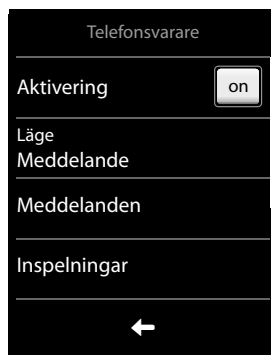 Telefonsvarare
Aktivering
on
Läge
Meddelande
Meddelanden
Inspelningar